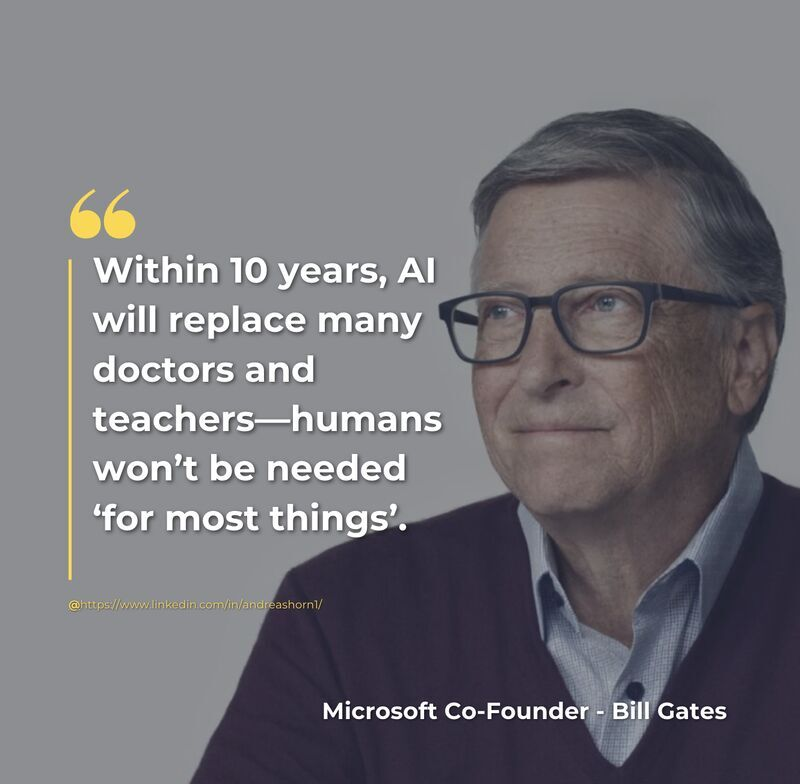 “
Within 10 years, AI
will replace many
doctors and
teachers—humans
won’t be needed
‘for most things’.
@https://www.linkedin.com/in/andreashorn1/
Microsoft Co-Founder - Bill Gates